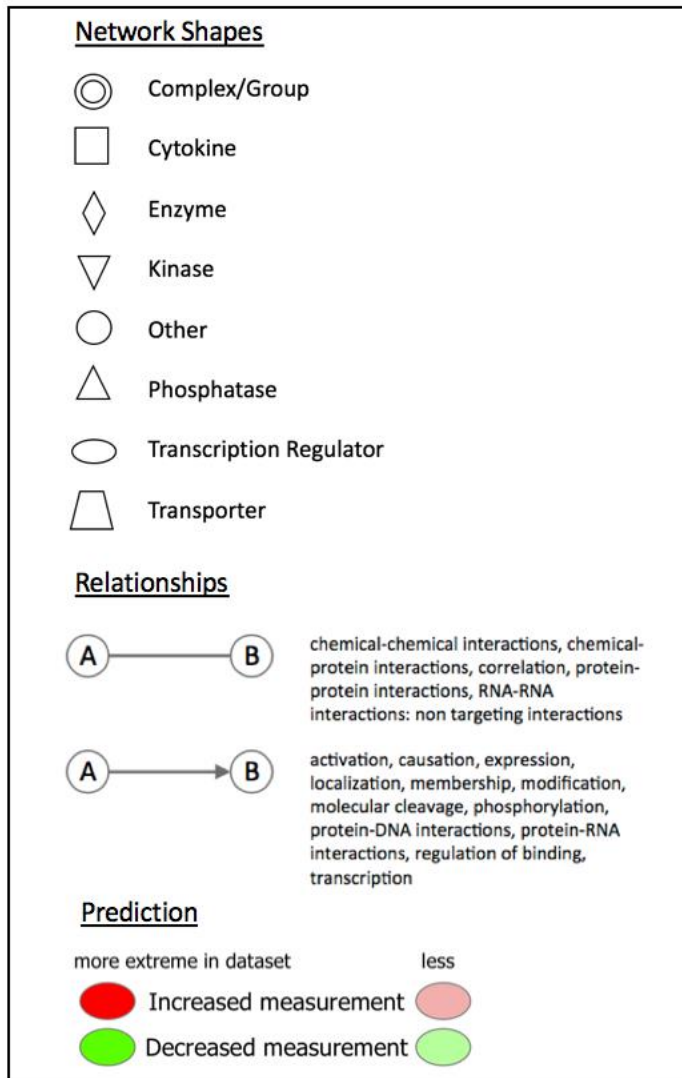 Network Shapes
Complex/Group
Cytokine
Enzyme
Kinase
Other
Phosphatase
Transcription Regulator
Transporter
Relationships
A B
chemical-chemical interactions, chemical-
protein interactions, correlation, protein-
protein interactions, RNA-RNA
interactions: non targeting interactions
A B
activation, causation, expression,
localization, membership, modification,
molecular cleavage, phosphorylation,
protein-DNA interactions, protein-RNA
interactions, regulation of binding,
transcription
Prediction
more extreme in dataset less
Increased measurement
Decreased measurement